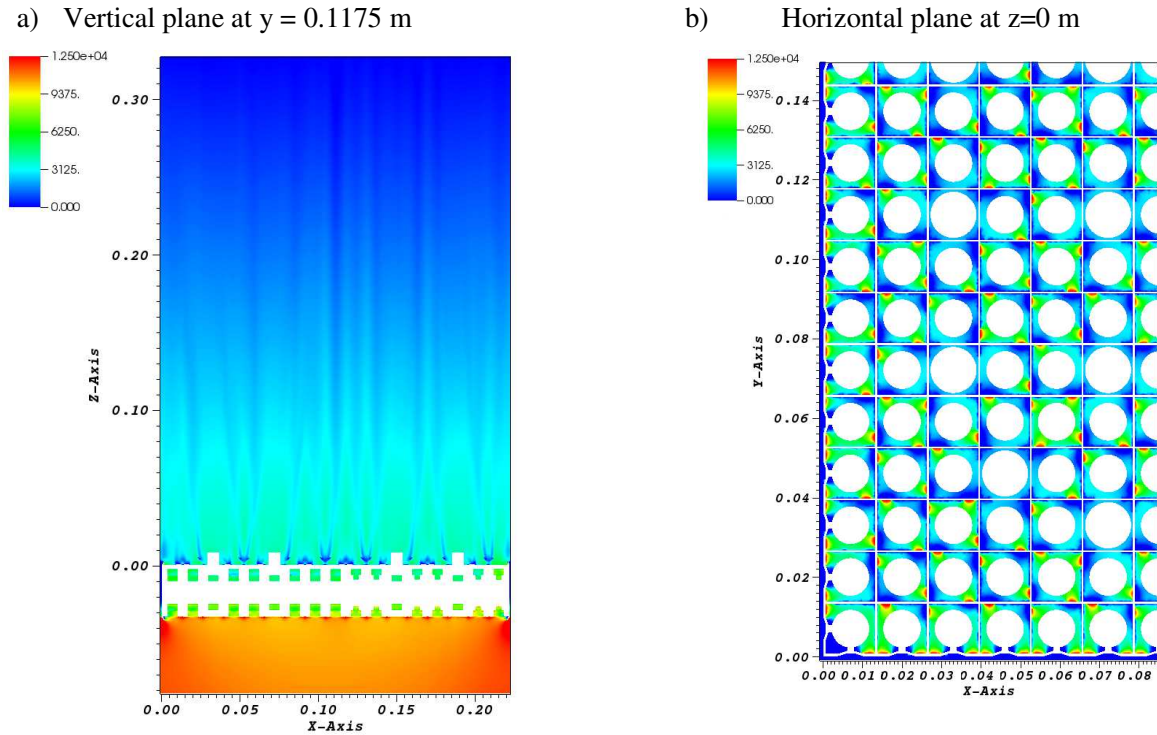 a) Vertical plane at y = 0.1175 m
b) Horizontal plane at z=0 m
1.250e+04
9375.
6250.
3125.
0.000
0.30
0.20
0.10
0.00
Z-Axis
0.00 0.05 0.10 0.15 0.20
X-Axis
1.250e+04
9375.
6250.
3125.
0.000
0.14
0.12
0.10
0.08
0.06
0.04
0.02
0.00
Y-Axis
0.00 0.01 0.02 0.03 0.04 0.05 0.06 0.07 0.08
X-Axis